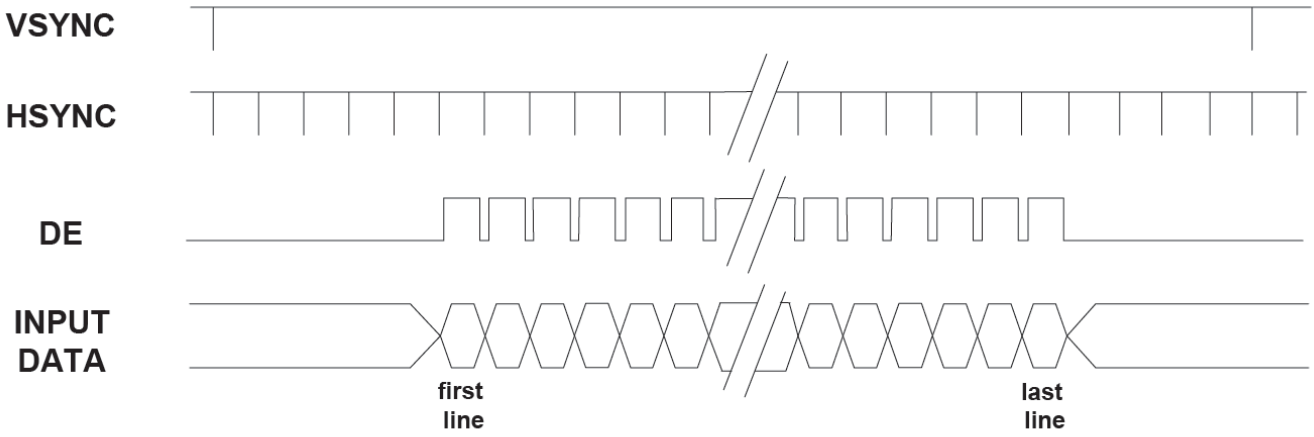 VSYNC
HSYNC
DE
INPUT
DATA
first
line
last
line